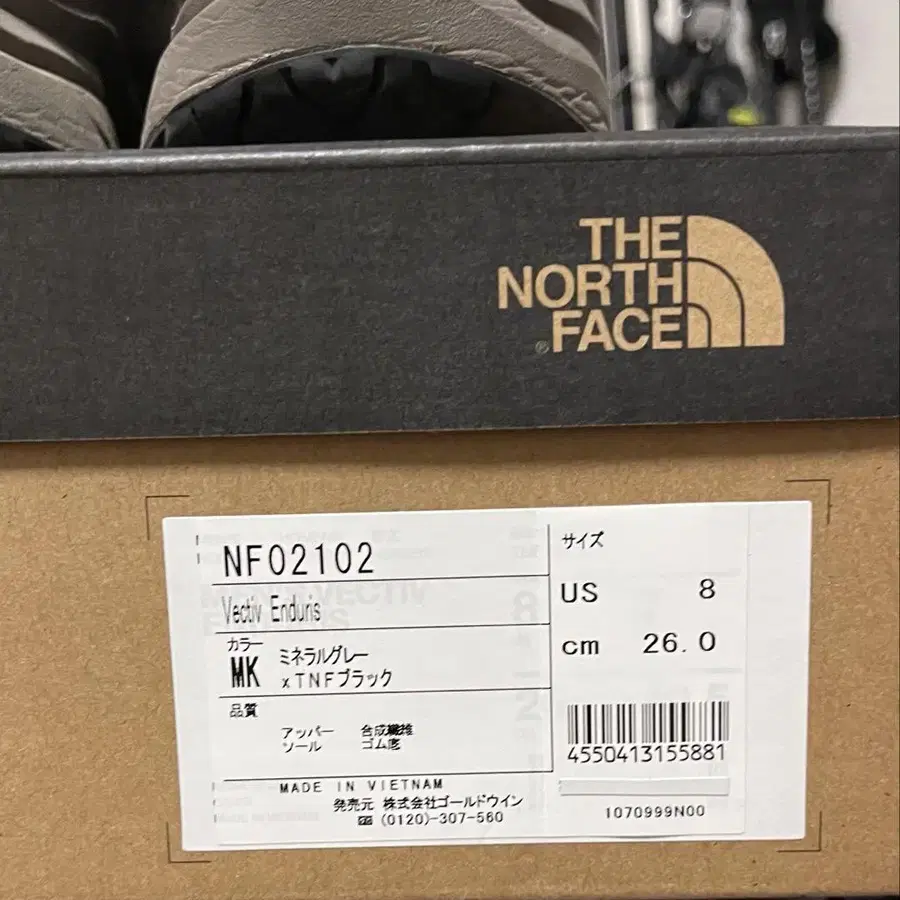 THE
NORTH
FACE
NF02102
Vectiv Enduris
カラー
MK ミネラルグレー
xTNFブラック
品質
アッパー 合成繊維
ソール ゴム底
MADE IN VIETNAM
発売元 株式会社ゴールドウイン
(0120)-307-560
サイズ
US 8
cm 26.0
4550413155881
1070999N00